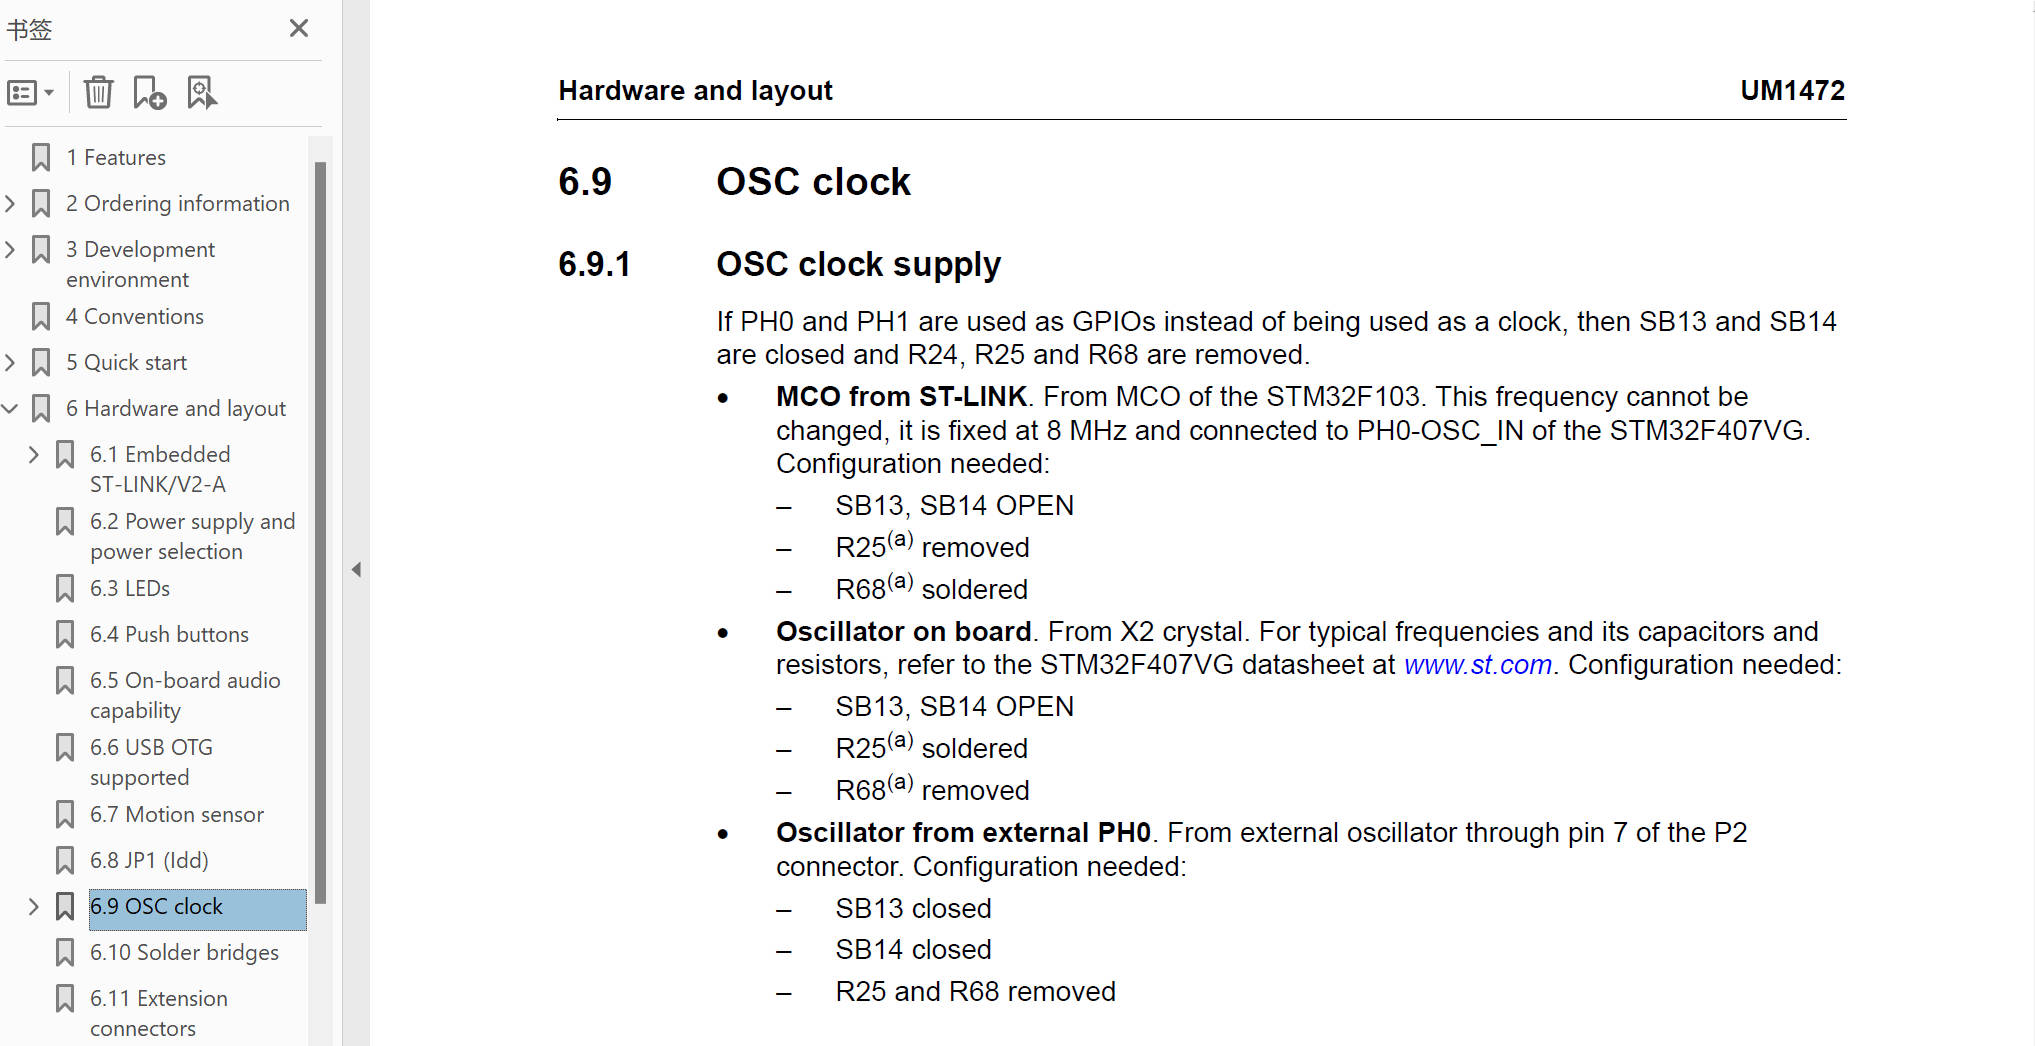 书签
1 Features
2 Ordering information
3 Development
environment
4 Conventions
5 Quick start
6 Hardware and layout
6.1 Embedded
ST-LINK/V2-A
6.2 Power supply and
power selection
6.3 LEDs
6.4 Push buttons
6.5 On-board audio
capability
6.6 USB OTG
supported
6.7 Motion sensor
6.8 JP1 (Idd)
6.9 OSC clock
6.10 Solder bridges
6.11 Extension
connectors
Hardware and layout UM1472
6.9 OSC clock
6.9.1 OSC clock supply
If PH0 and PH1 are used as GPIOs instead of being used as a clock, then SB13 and SB14
are closed and R24, R25 and R68 are removed.
• MCO from ST-LINK. From MCO of the STM32F103. This frequency cannot be
changed, it is fixed at 8 MHz and connected to PH0-OSC_IN of the STM32F407VG.
Configuration needed:
– SB13, SB14 OPEN
– R25(a) removed
– R68(a) soldered
• Oscillator on board. From X2 crystal. For typical frequencies and its capacitors and
resistors, refer to the STM32F407VG datasheet at www.st.com. Configuration needed:
– SB13, SB14 OPEN
– R25(a) soldered
– R68(a) removed
• Oscillator from external PH0. From external oscillator through pin 7 of the P2
connector. Configuration needed:
– SB13 closed
– SB14 closed
– R25 and R68 removed